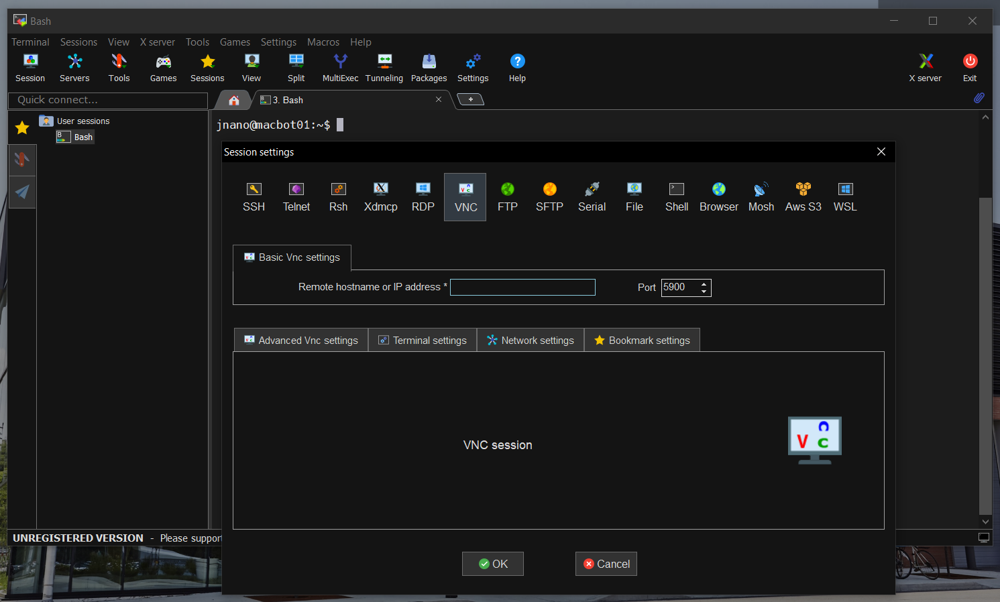 Bash
Terminal Sessions View X server Tools Games Settings Macros Help
Session Servers Tools Games Sessions View Split MultiExec Tunneling Packages Settings Help X server Exit
Quick connect...
3. Bash
User sessions
Bash
jnano@macbot01:~$
Session settings
SSH Telnet Rsh Xdmcp RDP VNC FTP SFTP Serial File Shell Browser Mosh Aws S3 WSL
Basic Vnc settings
Remote hostname or IP address * Port 5900
Advanced Vnc settings Terminal settings Network settings Bookmark settings
VNC session
V n c
UNREGISTERED VERSION - Please suppor
OK Cancel